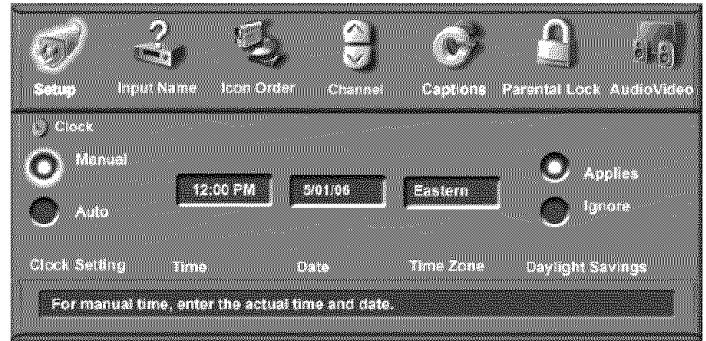 Setup Input Name Icon Order Channel Captions Parental Lock AudioVideo
Clock
Manual
Auto
12:00 PM 5/01/06 Eastern
Applies
Ignore
Clock Setting Time Date Time Zone Daylight Savings
For manual time, enter the actual time and date.